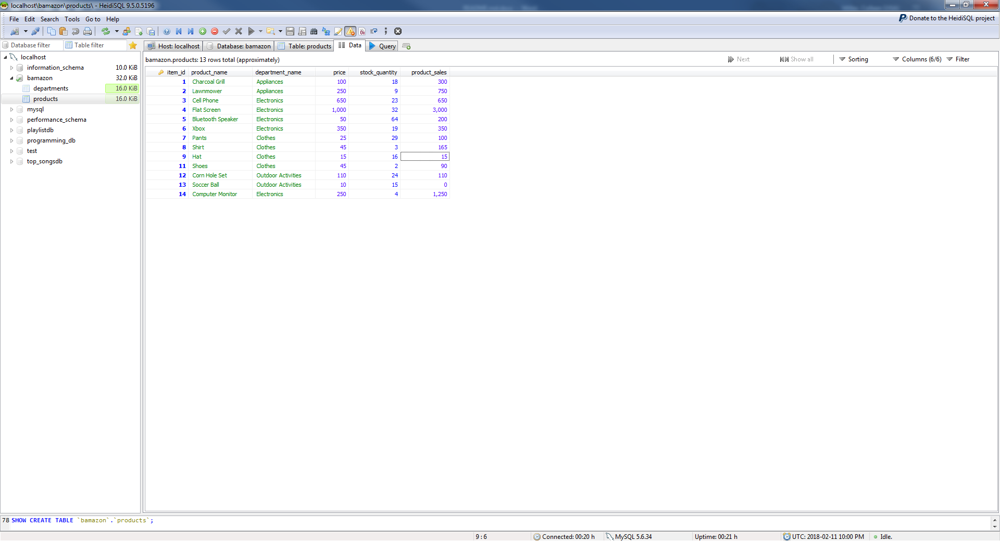 localhost\bamazon\products\ - HeidiSQL 9.5.0.5196
File Edit Search Tools Go to Help
Donate to the HeidiSQL project
Database filter Table filter
Host: localhost Database: bamazon Table: products Data Query
localhost
information_schema 10.0 KiB
bamazon 32.0 KiB
departments 16.0 KiB
products 16.0 KiB
mysql
performance_schema
playlistdb
programming_db
test
top_songsdb
bamazon.products: 13 rows total (approximately)
Next Show all Sorting Columns (6/6) Filter
item_id product_name department_name price stock_quantity product_sales
1 Charcoal Grill Appliances 100 18 300
2 Lawnmower Appliances 250 9 750
3 Cell Phone Electronics 650 23 650
4 Flat Screen Electronics 1,000 32 3,000
5 Bluetooth Speaker Electronics 50 64 200
6 Xbox Electronics 350 19 350
7 Pants Clothes 25 29 100
8 Shirt Clothes 45 3 165
9 Hat Clothes 15 16 15
11 Shoes Clothes 45 2 90
12 Corn Hole Set Outdoor Activities 110 24 110
13 Soccer Ball Outdoor Activities 10 15 0
14 Computer Monitor Electronics 250 4 1,250
78 SHOW CREATE TABLE `bamazon`.`products`;
9 : 6 Connected: 00:20 h MySQL 5.6.34 Uptime: 00:21 h UTC: 2018-02-11 10:00 PM Idle.